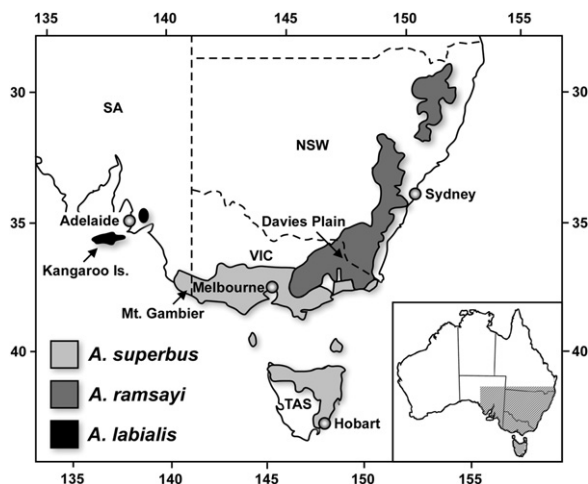 135 140 145 150 155
30 30
SA
NSW
Sydney
Adelaide
Davies Plain
35 35
Kangaroo Is.
VIC
Melbourne
Mt. Gambier
A. superbus
40 40
A. ramsayi
TAS
Hobart
A. labialis
135 140 145 150 155